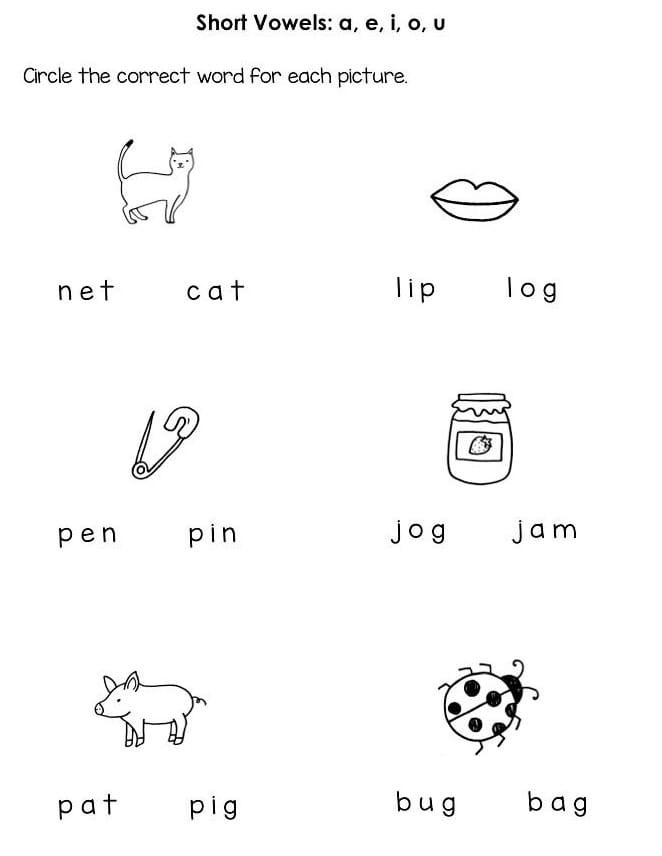 Short Vowels: a, e, i, o, u
Circle the correct word for each picture.
net cat lip log
pen pin jog jam
pat pig bug bag